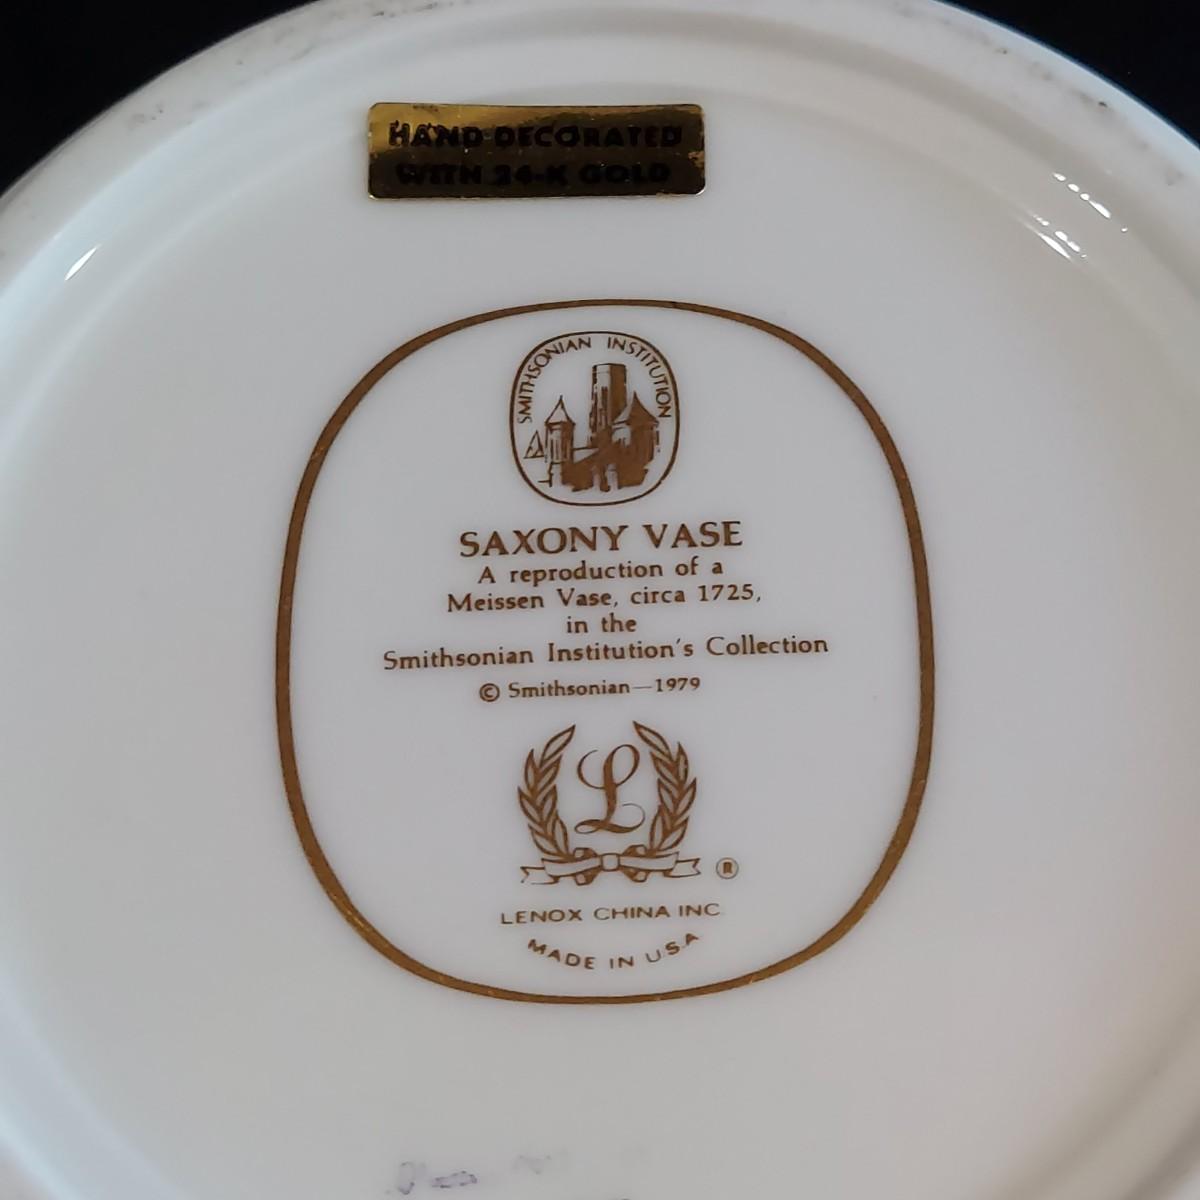 HAND DECORATED
WITH 24-K GOLD
SMITHSONIAN INSTITUTION
SAXONY VASE
A reproduction of a
Meissen Vase, circa 1725,
in the
Smithsonian Institution's Collection
© Smithsonian—1979
L
®
LENOX CHINA INC.
MADE IN U.S.A